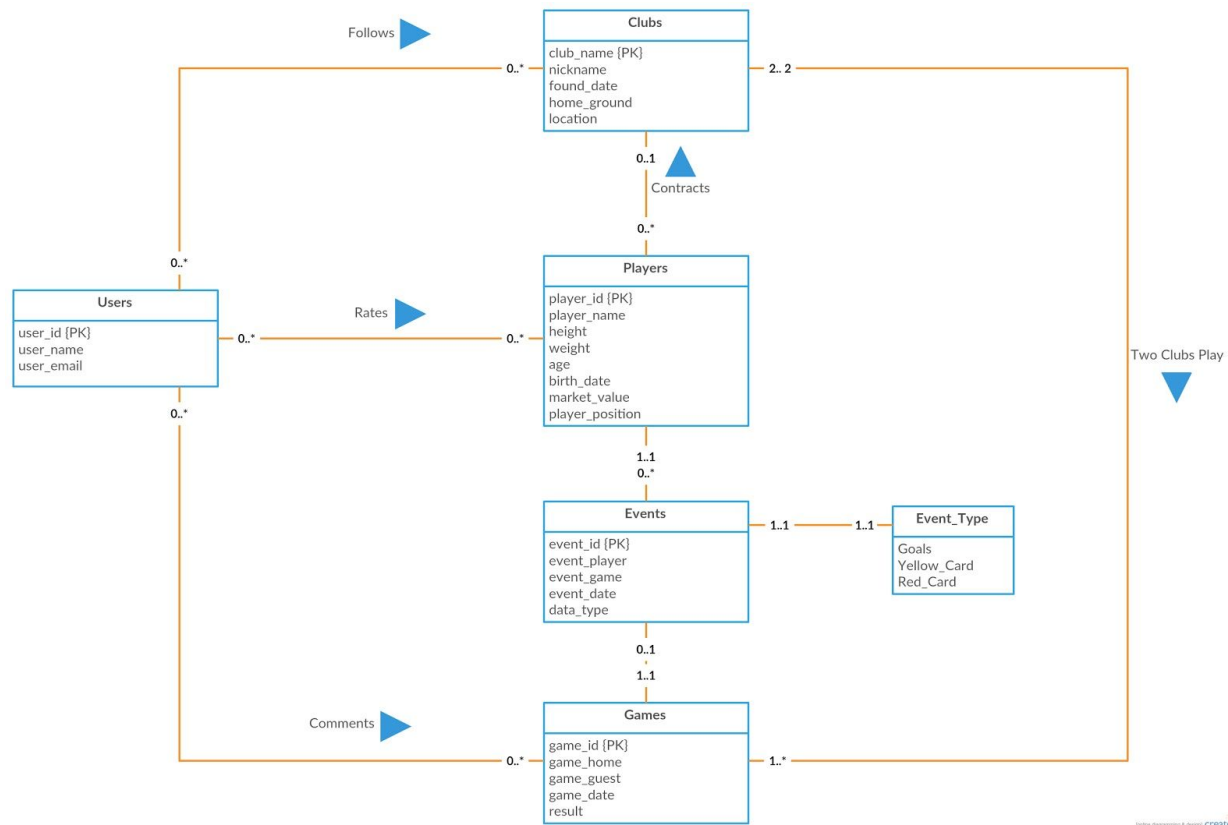 Clubs
club_name {PK}
nickname
found_date
home_ground
location
Follows
0..*
2.. 2
0..1
Contracts
0..*
0..*
Players
player_id {PK}
player_name
height
weight
age
birth_date
market_value
player_position
Users
user_id {PK}
user_name
user_email
Rates
0..*
0..*
Two Clubs Play
0..*
1..1
0..*
Events
event_id {PK}
event_player
event_game
event_date
data_type
1..1
1..1
Event_Type
Goals
Yellow_Card
Red_Card
0..1
1..1
Games
game_id {PK}
game_home
game_guest
game_date
result
Comments
0..*
1..*